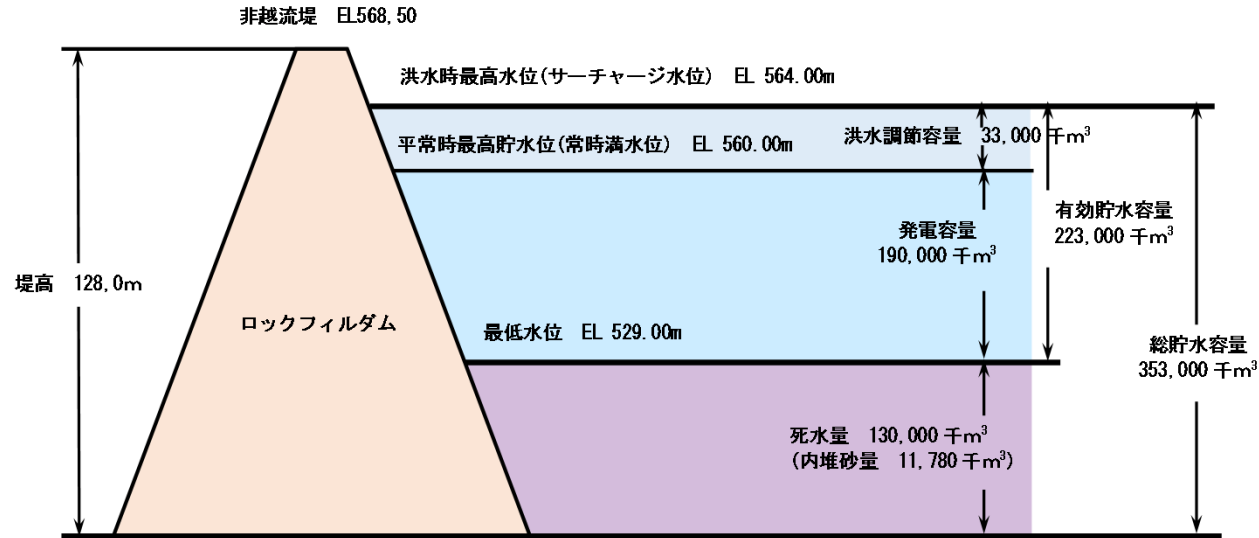 非越流堤 EL568,50
洪水時最高水位(サーチャージ水位) EL 564.00m
平常時最高貯水位(常時満水位) EL 560.00m
洪水調節容量 33,000 千m³
有効貯水容量
223,000 千m³
発電容量
190,000 千m³
堤高 128,0m
ロックフィルダム
最低水位 EL 529.00m
総貯水容量
353,000 千m³
死水量 130,000 千m³
(内堆砂量 11,780 千m³)